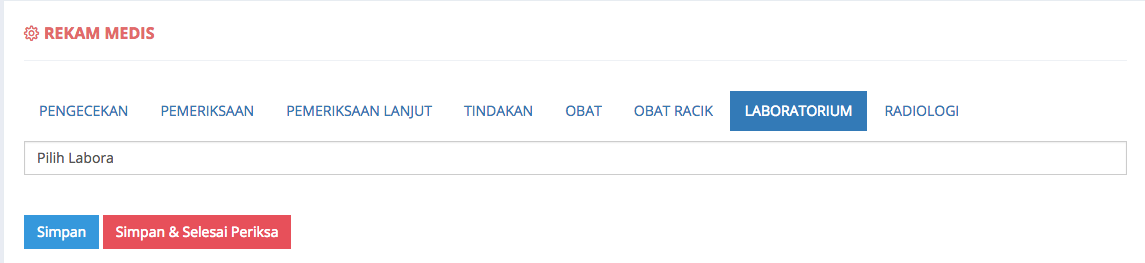 REKAM MEDIS
PENGECEKAN PEMERIKSAAN PEMERIKSAAN LANJUT TINDAKAN OBAT OBAT RACIK LABORATORIUM RADIOLOGI
Pilih Labora
Simpan Simpan & Selesai Periksa